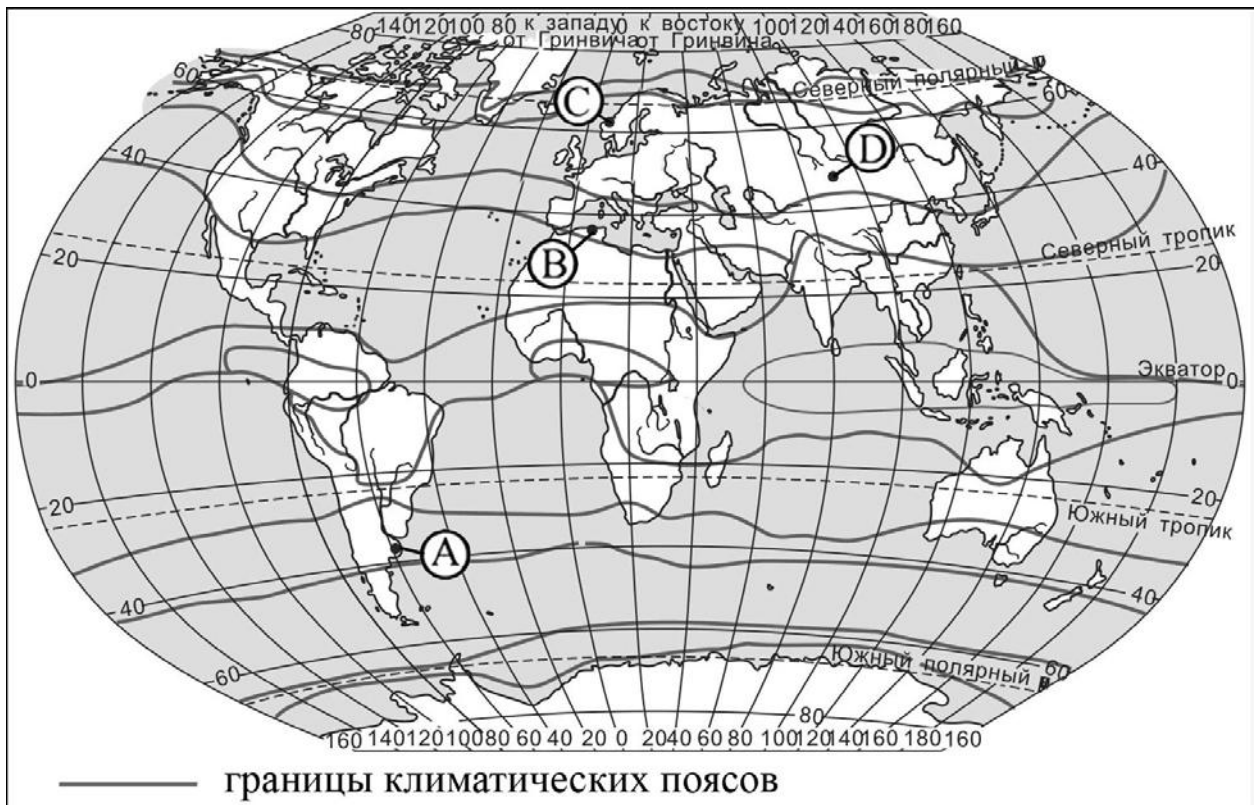 140 120 100 80 к западу 0 к востоку 100 120 140 160 180 160
80 от Гринвича от Гринвича
60 Северный полярный
60
C
D
40 40
Северный тропик
B
20 20
Экватор
0 0
20 20
Южный тропик
A
40 40
60 Южный полярный 60
80
160 140 120 100 80 60 40 20 0 20 40 60 80 100 120 140 160 180 160
границы климатических поясов